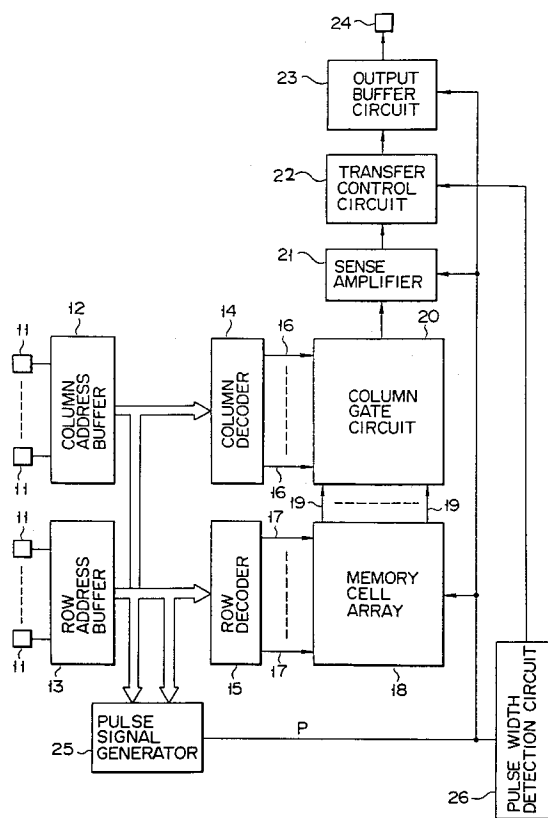 24
23
OUTPUT
BUFFER
CIRCUIT
22
TRANSFER
CONTROL
CIRCUIT
21
SENSE
AMPLIFIER
20
12
14
16
11
COLUMN
ADDRESS
BUFFER
COLUMN
DECODER
COLUMN
GATE
CIRCUIT
11
16
19
19
11
17
ROW
ADDRESS
BUFFER
ROW
DECODER
MEMORY
CELL
ARRAY
11
17
13
15
18
25
PULSE
SIGNAL
GENERATOR
P
PULSE WIDTH
DETECTION CIRCUIT
26